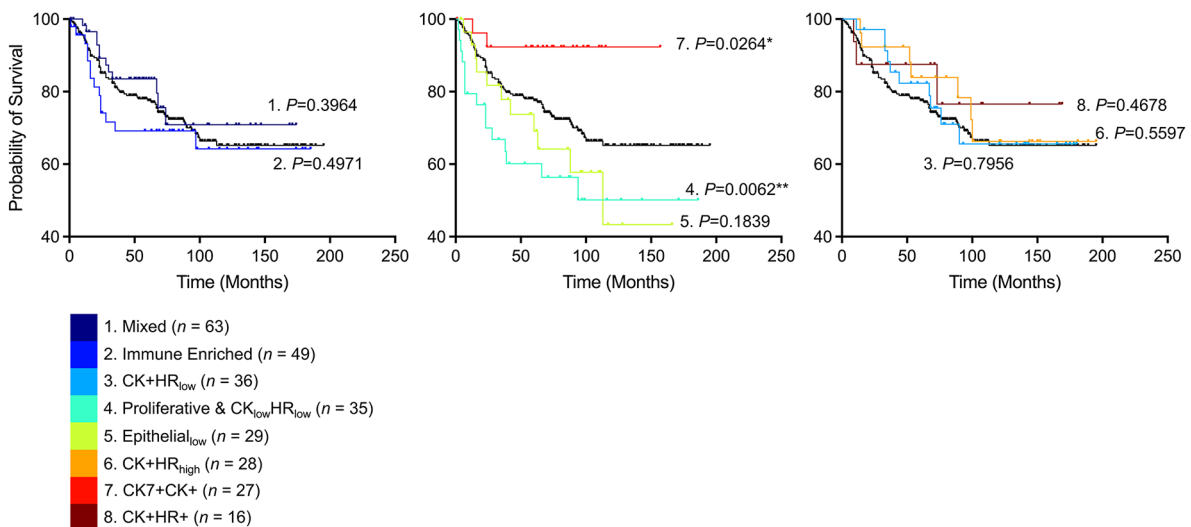 100
80
60
40
Probability of Survival
1. P=0.3964
2. P=0.4971
0 50 100 150 200 250
Time (Months)
100
80
60
40
7. P=0.0264*
4. P=0.0062**
5. P=0.1839
0 50 100 150 200 250
Time (Months)
100
80
60
40
8. P=0.4678
6. P=0.5597
3. P=0.7956
0 50 100 150 200 250
Time (Months)
1. Mixed (n = 63)
2. Immune Enriched (n = 49)
3. CK+HRlow (n = 36)
4. Proliferative & CKlowHRlow (n = 35)
5. Epitheliallow (n = 29)
6. CK+HRhigh (n = 28)
7. CK7+CK+ (n = 27)
8. CK+HR+ (n = 16)